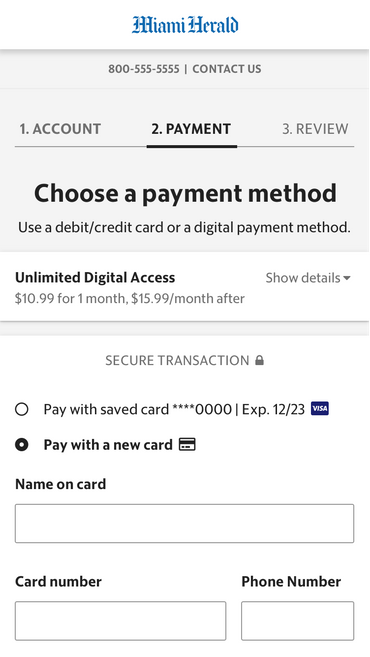 Miami Herald
800-555-5555 | CONTACT US
1. ACCOUNT 2. PAYMENT 3. REVIEW
Choose a payment method
Use a debit/credit card or a digital payment method.
Unlimited Digital Access Show details
$10.99 for 1 month, $15.99/month after
SECURE TRANSACTION
Pay with saved card ****0000 | Exp. 12/23 VISA
Pay with a new card
Name on card
Card number Phone Number